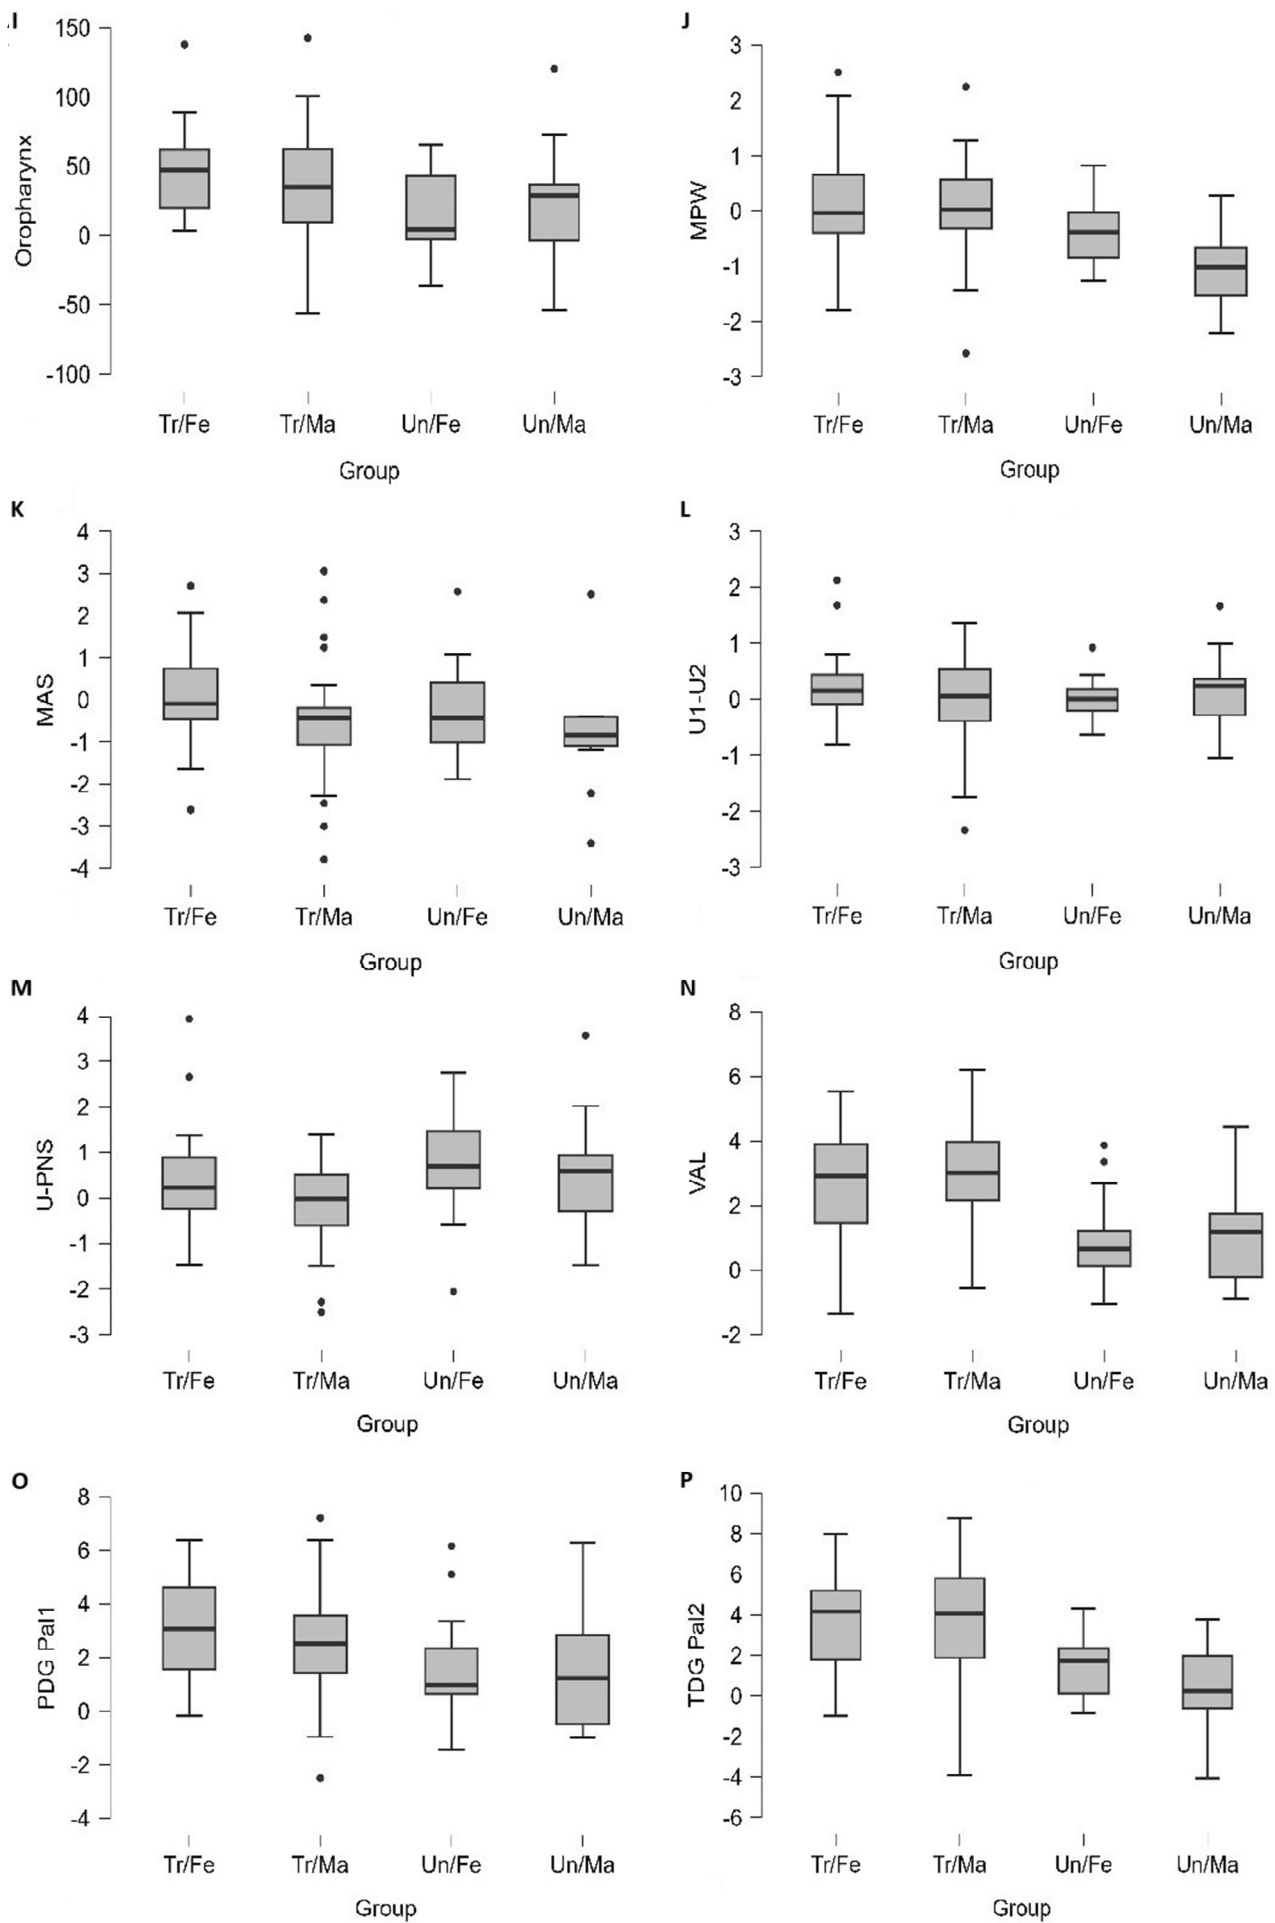 I
150
100
50
0
-50
-100
Oropharynx
Tr/Fe Tr/Ma Un/Fe Un/Ma
Group
J
3
2
1
0
-1
-2
-3
MPW
Tr/Fe Tr/Ma Un/Fe Un/Ma
Group
K
4
3
2
1
0
-1
-2
-3
-4
MAS
Tr/Fe Tr/Ma Un/Fe Un/Ma
Group
L
3
2
1
0
-1
-2
-3
U1-U2
Tr/Fe Tr/Ma Un/Fe Un/Ma
Group
M
4
3
2
1
0
-1
-2
-3
U-PNS
Tr/Fe Tr/Ma Un/Fe Un/Ma
Group
N
8
6
4
2
0
-2
VAL
Tr/Fe Tr/Ma Un/Fe Un/Ma
Group
O
8
6
4
2
0
-2
-4
PDG Pal1
Tr/Fe Tr/Ma Un/Fe Un/Ma
Group
P
10
8
6
4
2
0
-2
-4
-6
TDG Pal2
Tr/Fe Tr/Ma Un/Fe Un/Ma
Group